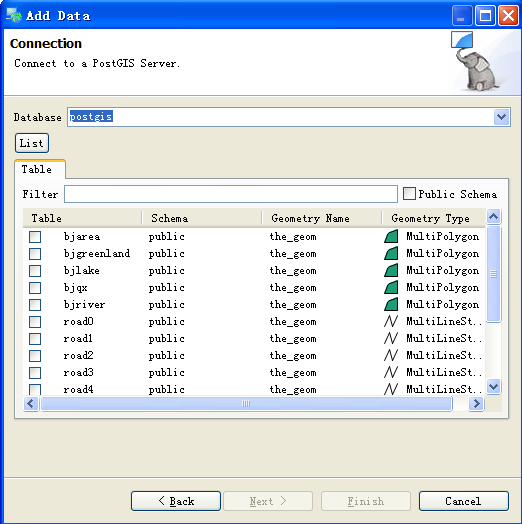 Add Data
Connection
Connect to a PostGIS Server.
Database postgis
List
Table
Filter Public Schema
Table Schema Geometry Name Geometry Type
bjarea public the_geom MultiPolygon
bjgreenland public the_geom MultiPolygon
bjlake public the_geom MultiPolygon
bjqx public the_geom MultiPolygon
bjriver public the_geom MultiPolygon
road0 public the_geom MultiLineSt..
road1 public the_geom MultiLineSt..
road2 public the_geom MultiLineSt..
road3 public the_geom MultiLineSt..
road4 public the_geom MultiLineSt..
< Back Next > Finish Cancel